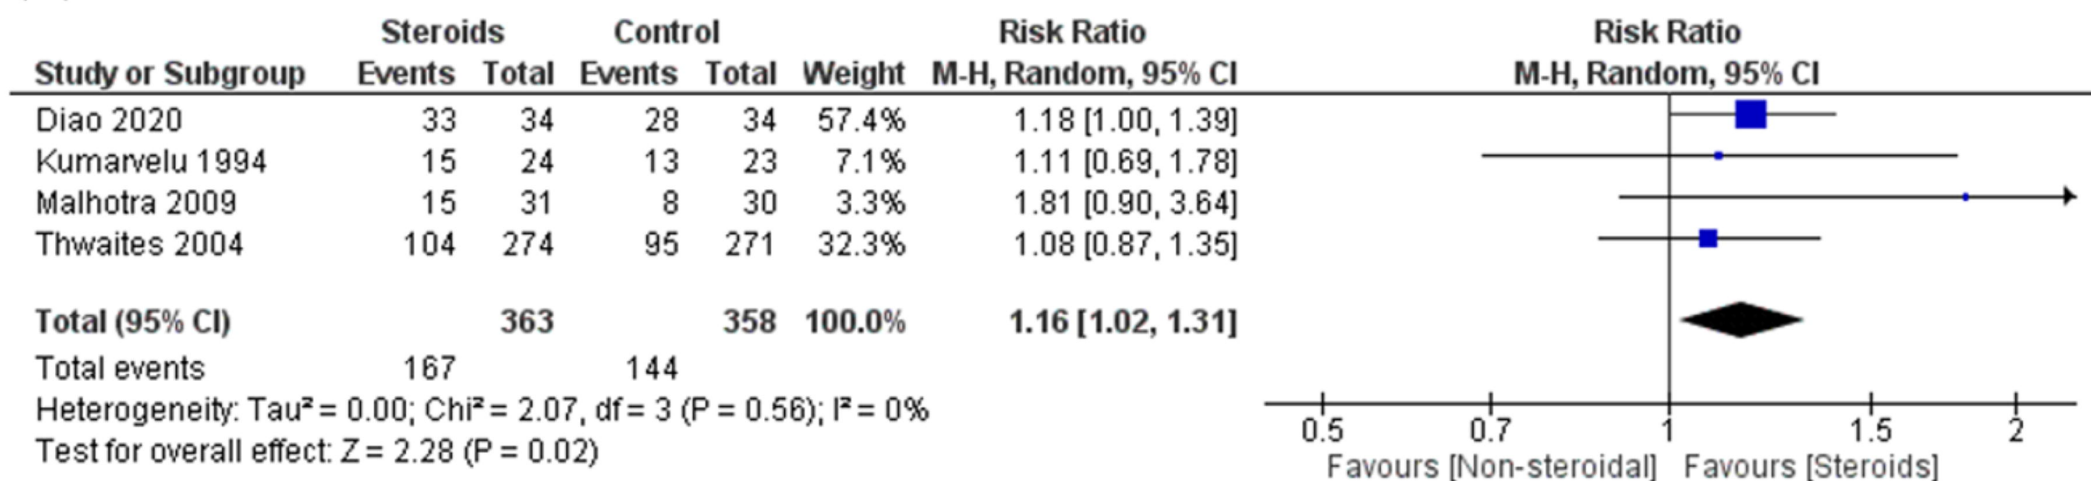 Steroids Control Risk Ratio Risk Ratio
Study or Subgroup Events Total Events Total Weight M-H, Random, 95% CI M-H, Random, 95% CI
Diao 2020 33 34 28 34 57.4% 1.18 [1.00, 1.39]
Kumarvelu 1994 15 24 13 23 7.1% 1.11 [0.69, 1.78]
Malhotra 2009 15 31 8 30 3.3% 1.81 [0.90, 3.64]
Thwaites 2004 104 274 95 271 32.3% 1.08 [0.87, 1.35]
Total (95% CI) 363 358 100.0% 1.16 [1.02, 1.31]
Total events 167 144
Heterogeneity: Tau² = 0.00; Chi² = 2.07, df = 3 (P = 0.56); I² = 0%
Test for overall effect: Z = 2.28 (P = 0.02)
0.5 0.7 1 1.5 2
Favours [Non-steroidal] Favours [Steroids]